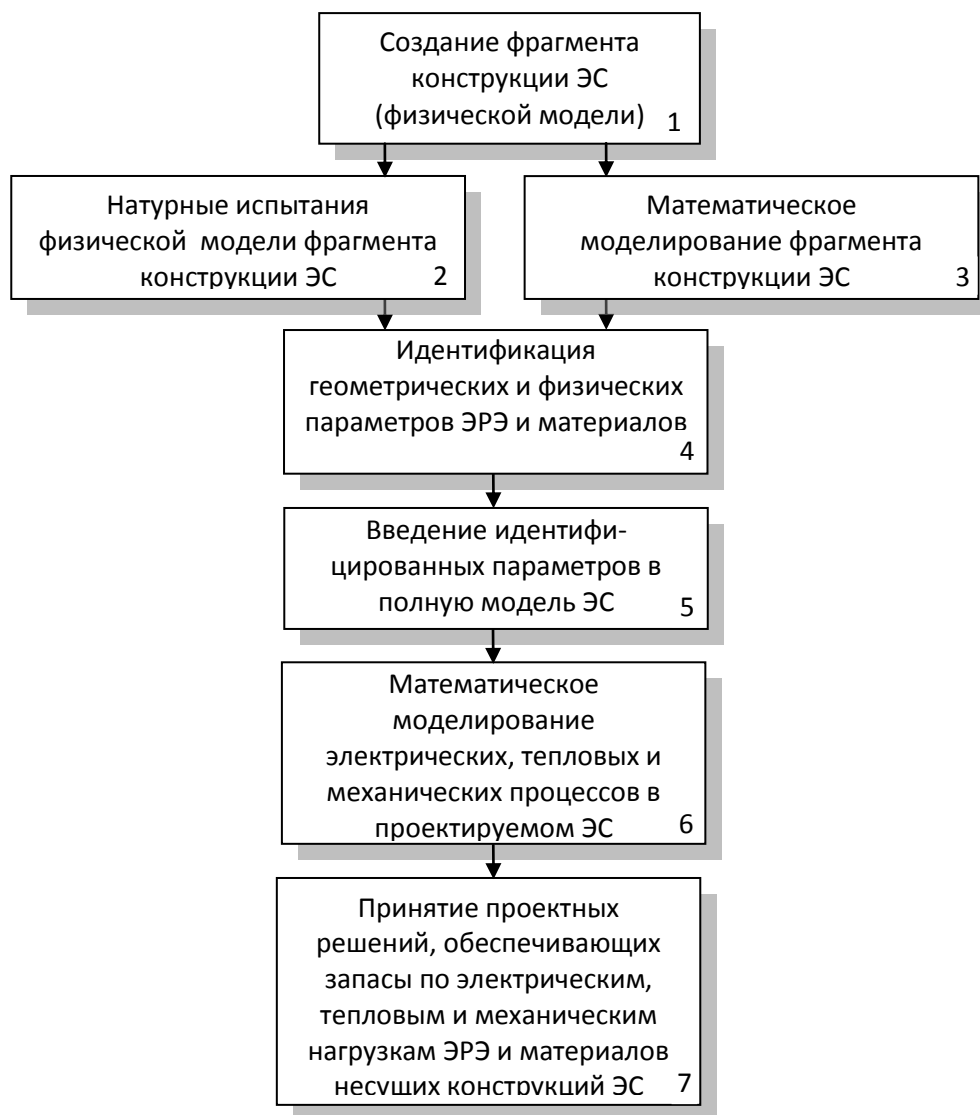 Создание фрагмента
конструкции ЭС
(физической модели) 1
Натурные испытания
физической модели фрагмента
конструкции ЭС 2
Математическое
моделирование фрагмента
конструкции ЭС 3
Идентификация
геометрических и физических
параметров ЭРЭ и материалов
4
Введение идентифи-
цированных параметров в
полную модель ЭС 5
Математическое
моделирование
электрических, тепловых и
механических процессов в
проектируемом ЭС 6
Принятие проектных
решений, обеспечивающих
запасы по электрическим,
тепловым и механическим
нагрузкам ЭРЭ и материалов
несущих конструкций ЭС 7